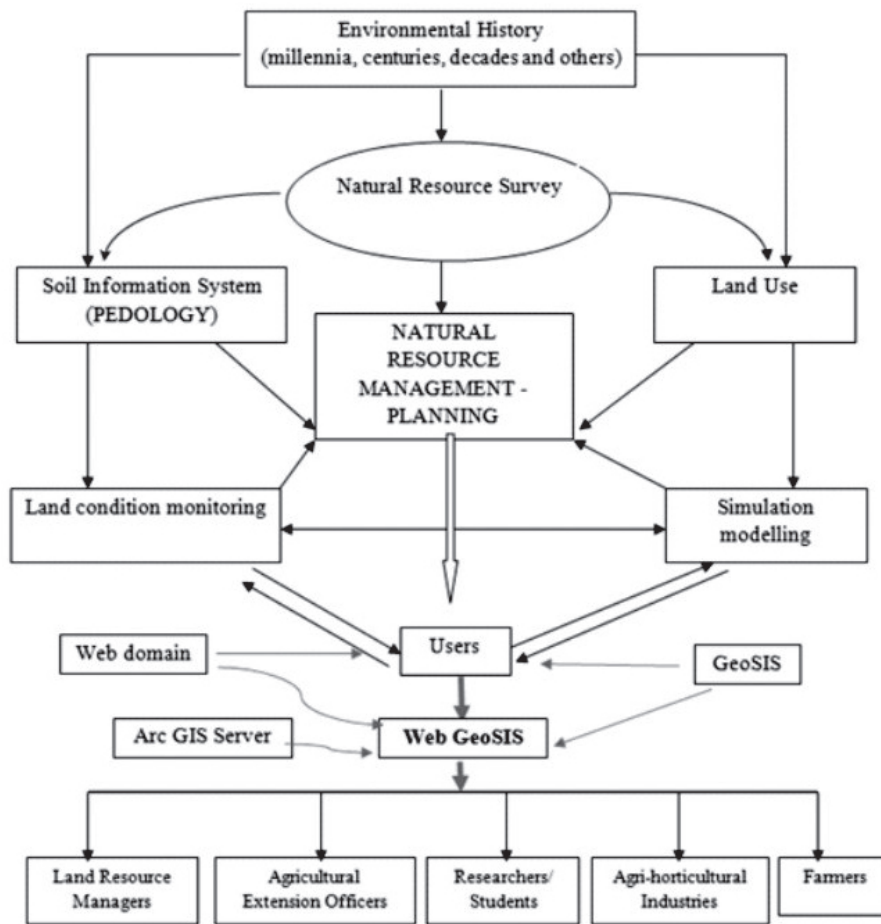 Environmental History
(millennia, centuries, decades and others)
Natural Resource Survey
Soil Information System
(PEDOLOGY)
Land Use
NATURAL
RESOURCE
MANAGEMENT -
PLANNING
Land condition monitoring
Simulation
modelling
Users
Web domain
GeoSIS
Arc GIS Server
Web GeoSIS
Land Resource
Managers
Agricultural
Extension Officers
Researchers/
Students
Agri-horticultural
Industries
Farmers